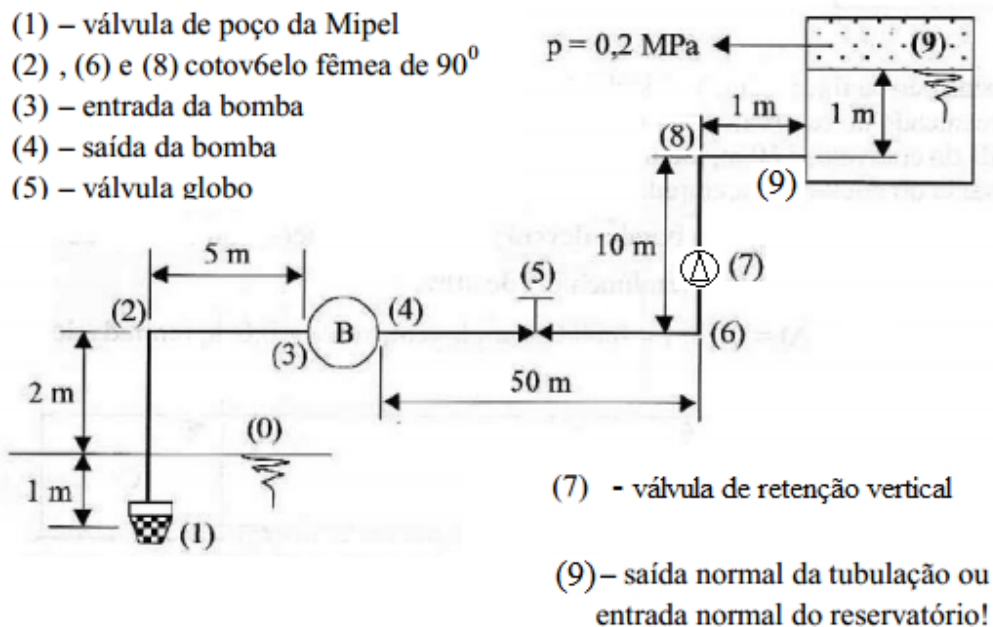 (1) – válvula de poço da Mipel
(2) , (6) e (8) cotov6elo fêmea de 90⁰
(3) – entrada da bomba
(4) – saída da bomba
(5) – válvula globo
p = 0,2 MPa
(9)
1 m
1 m
(8)
(9)
10 m
(7)
5 m
(5)
(2)
(4)
B
(3)
(6)
50 m
2 m
(0)
1 m
(1)
(7) - válvula de retenção vertical
(9) – saída normal da tubulação ou
entrada normal do reservatório!